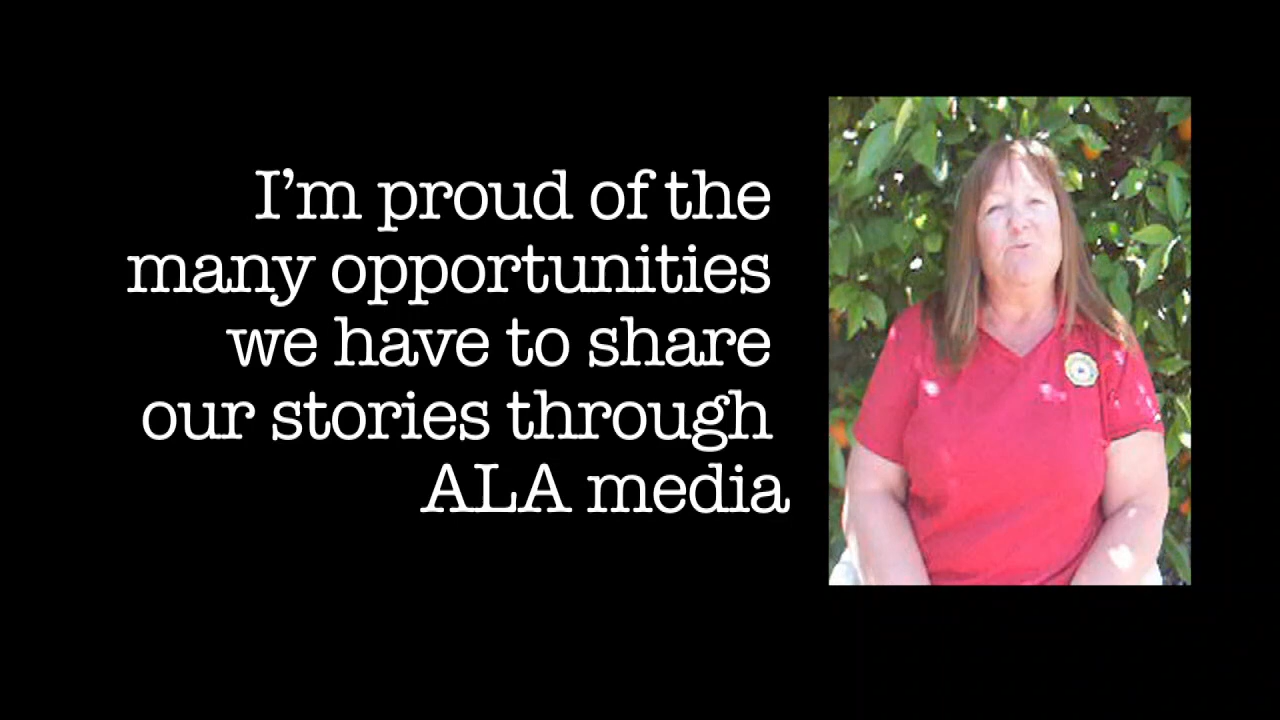 I’m proud of the
many opportunities
we have to share
our stories through
ALA media